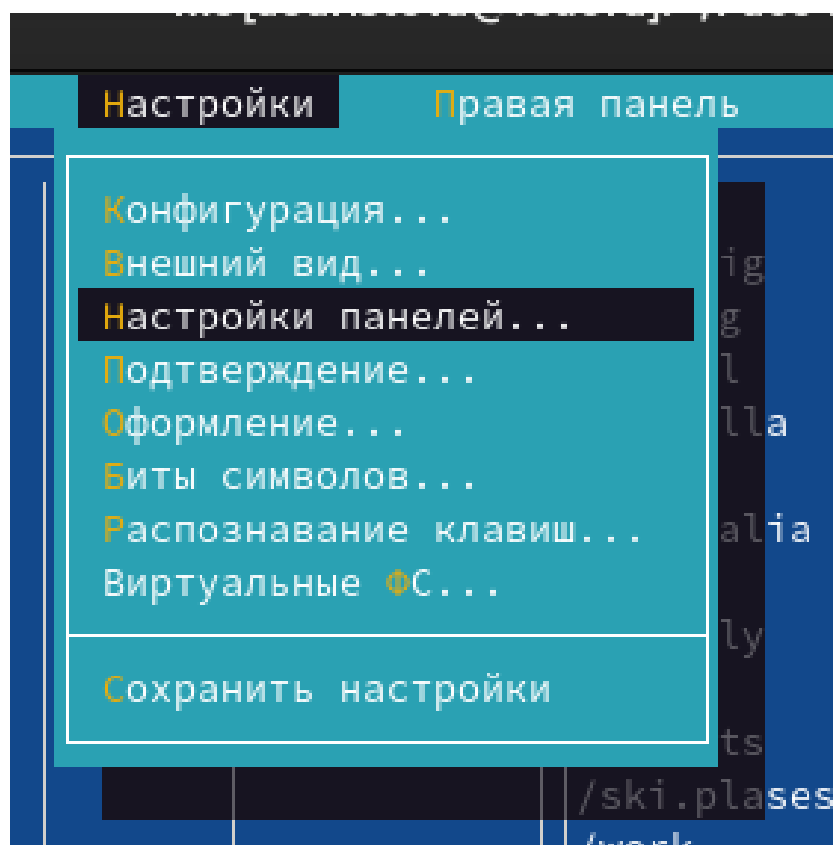 Настройки Правая панель
Конфигурация...
Внешний вид...
ig
Настройки панелей...
g
Подтверждение...
l
Оформление...
lla
Биты символов...
Распознавание клавиш...
alia
Виртуальные ФС...
ly
Сохранить настройки
ts
/ski.plases